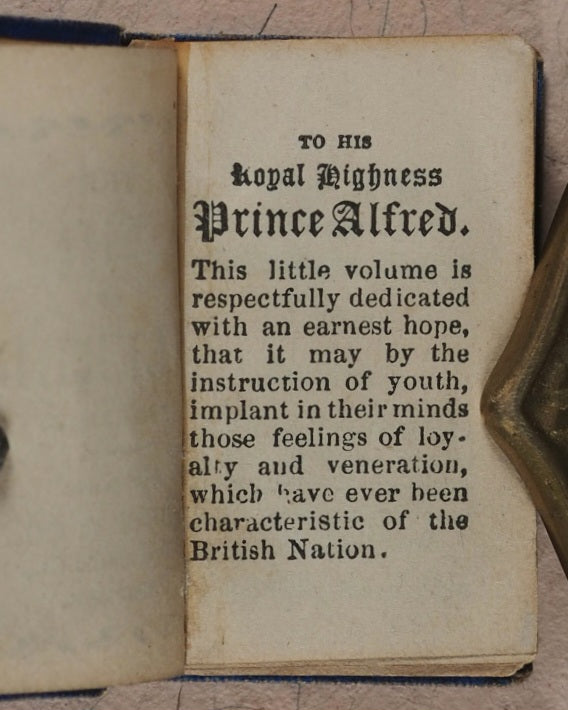 TO HIS
Royal Highness
Prince Alfred.
This little volume is
respectfully dedicated
with an earnest hope,
that it may by the
instruction of youth,
implant in their minds
those feelings of loy-
alty and veneration,
which have ever been
characteristic of the
British Nation.